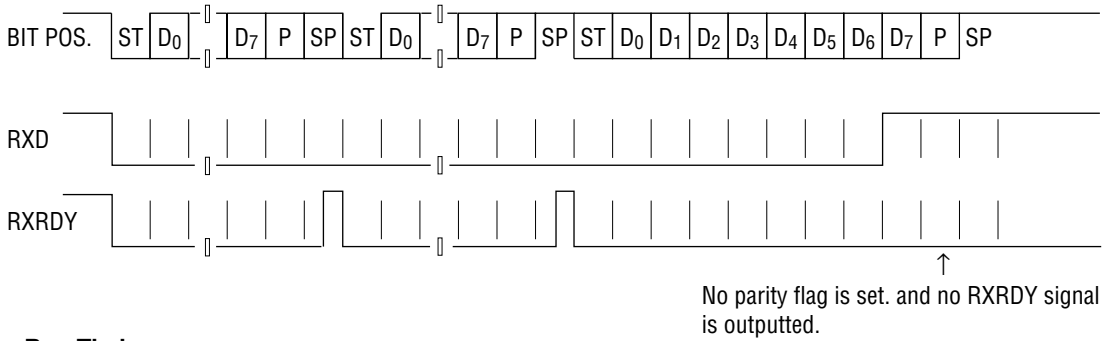 BIT POS. ST D0 D7 P SP ST D0 D7 P SP ST D0 D1 D2 D3 D4 D5 D6 D7 P SP
RXD
RXRDY
↑
No parity flag is set. and no RXRDY signal
is outputted.